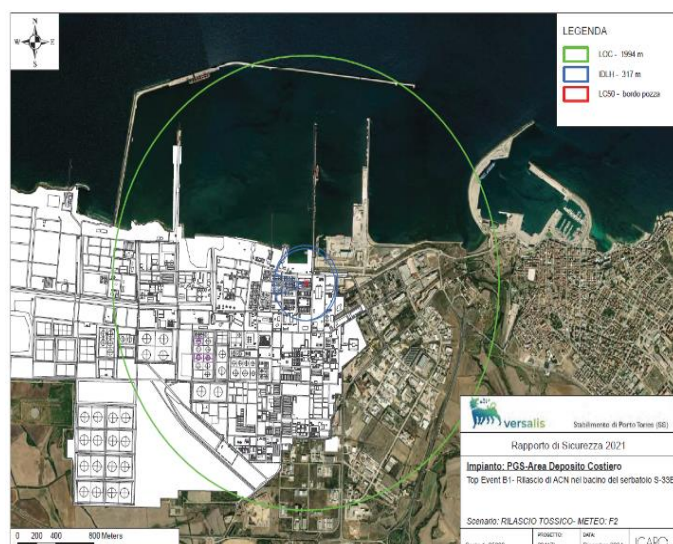 N
W E
S
LEGENDA
LOC - 1994 m
IDLH - 317 m
LC50 - bordo pozza
versalis Stabilimento di Porto Torres (SS)
Rapporto di Sicurezza 2021
Impianto: PGS-Area Deposito Costiero
Top Event B1- Rilascio di ACN nel bacino del serbatoio S-33E
Scenario: RILASCIO TOSSICO- METEO: F2
PROGETTO: DATA:
ICARO
0 200 400 800 Meters